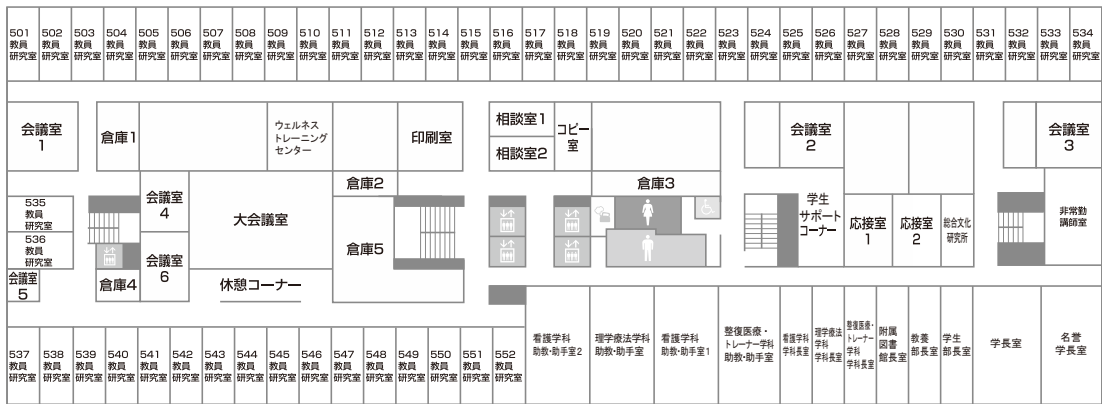 501
教員
研究室
502
教員
研究室
503
教員
研究室
504
教員
研究室
505
教員
研究室
506
教員
研究室
507
教員
研究室
508
教員
研究室
509
教員
研究室
510
教員
研究室
511
教員
研究室
512
教員
研究室
513
教員
研究室
514
教員
研究室
515
教員
研究室
516
教員
研究室
517
教員
研究室
518
教員
研究室
519
教員
研究室
520
教員
研究室
521
教員
研究室
522
教員
研究室
523
教員
研究室
524
教員
研究室
525
教員
研究室
526
教員
研究室
527
教員
研究室
528
教員
研究室
529
教員
研究室
530
教員
研究室
531
教員
研究室
532
教員
研究室
533
教員
研究室
534
教員
研究室
会議室
1
倉庫1
ウェルネス
トレーニング
センター
印刷室
相談室1
相談室2
コピー
室
会議室
2
会議室
3
倉庫2
倉庫3
535
教員
研究室
536
教員
研究室
会議室
4
大会議室
倉庫5
学生
サポート
コーナー
応接室
1
応接室
2
総合文化
研究所
非常勤
講師室
会議室
5
倉庫4
会議室
6
休憩コーナー
537
教員
研究室
538
教員
研究室
539
教員
研究室
540
教員
研究室
541
教員
研究室
542
教員
研究室
543
教員
研究室
544
教員
研究室
545
教員
研究室
546
教員
研究室
547
教員
研究室
548
教員
研究室
549
教員
研究室
550
教員
研究室
551
教員
研究室
552
教員
研究室
看護学科
助教・助手室2
理学療法学科
助教・助手室
看護学科
助教・助手室1
整復医療・
トレーナー学科
助教・助手室
看護学科
学科長室
理学療法
学科
学科長室
整復医療・
トレーナー
学科
学科長室
附属
図書
館長室
教養
部長室
学生
部長室
学長室
名誉
学長室